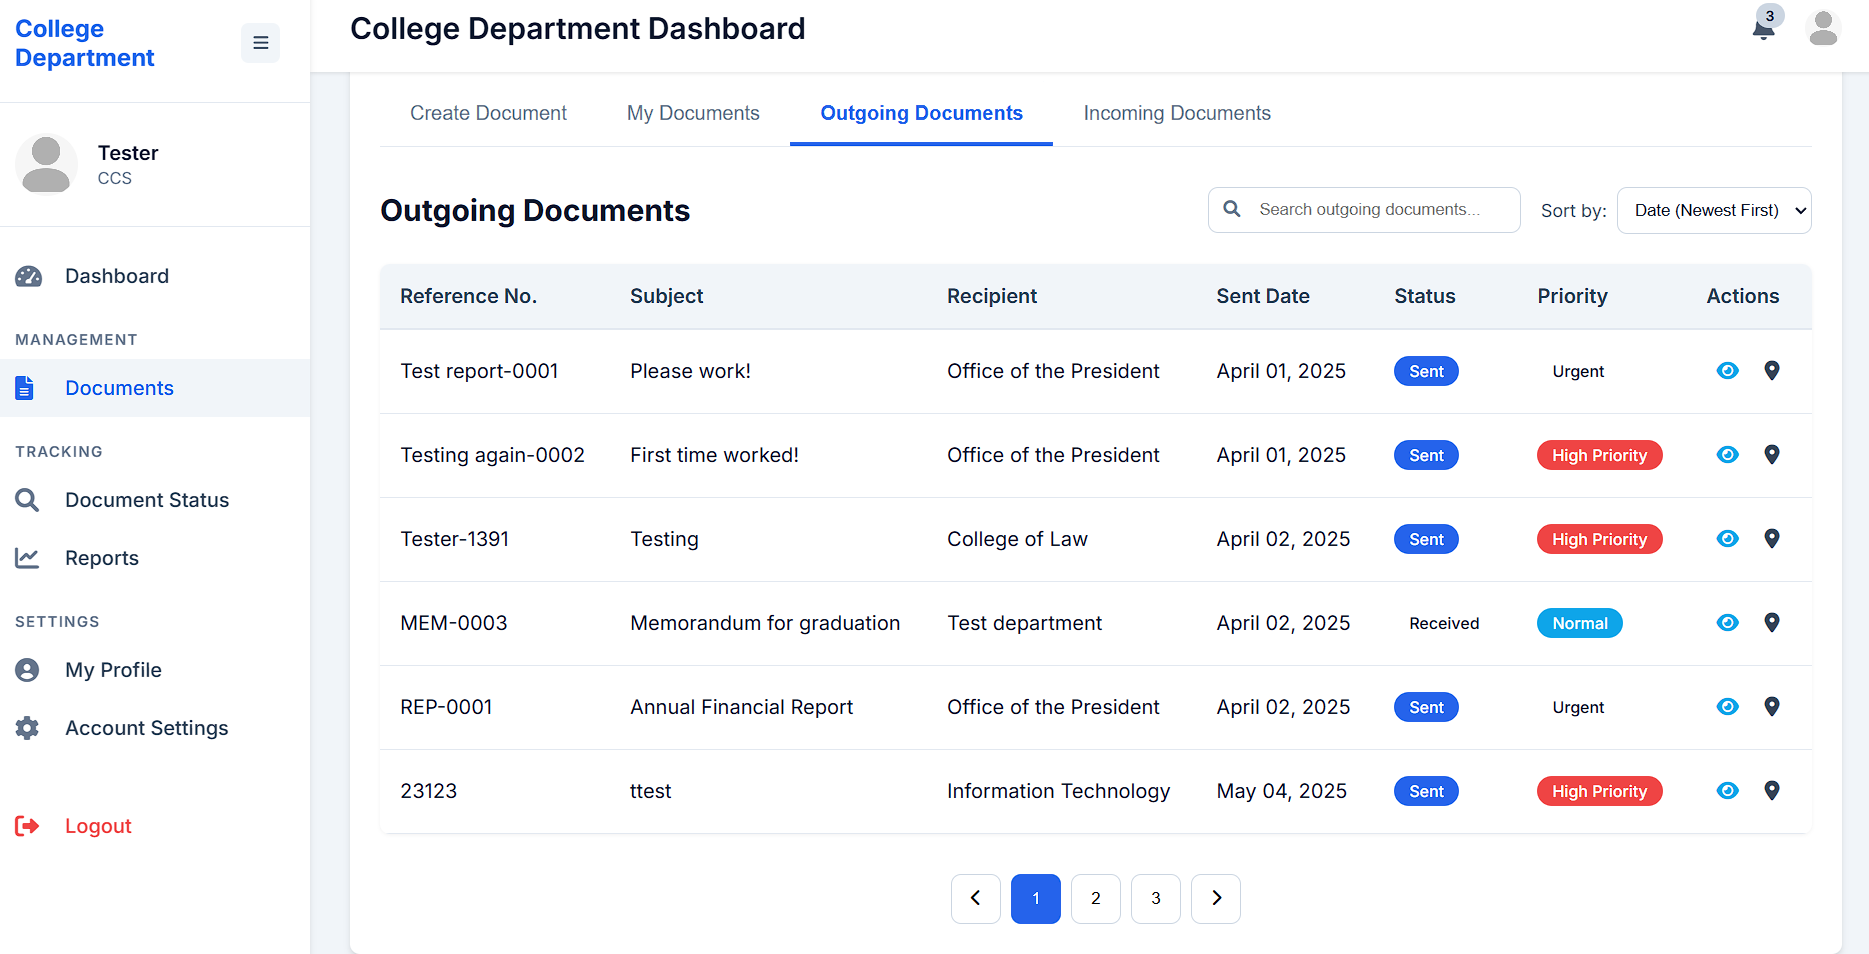 College
Department
Tester
CCS
Dashboard
MANAGEMENT
Documents
TRACKING
Document Status
Reports
SETTINGS
My Profile
Account Settings
Logout
College Department Dashboard
3
Create Document My Documents Outgoing Documents Incoming Documents
Outgoing Documents
Search outgoing documents...
Sort by: Date (Newest First)
Reference No. Subject Recipient Sent Date Status Priority Actions
Test report-0001 Please work! Office of the President April 01, 2025 Sent Urgent
Testing again-0002 First time worked! Office of the President April 01, 2025 Sent High Priority
Tester-1391 Testing College of Law April 02, 2025 Sent High Priority
MEM-0003 Memorandum for graduation Test department April 02, 2025 Received Normal
REP-0001 Annual Financial Report Office of the President April 02, 2025 Sent Urgent
23123 ttest Information Technology May 04, 2025 Sent High Priority
1 2 3